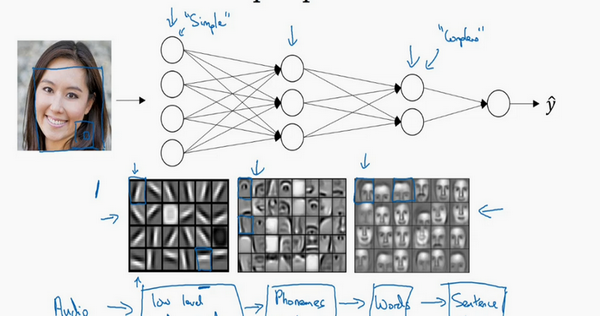 "Simple"
"Complex"
ŷ
Audio → low level → Phonemes → Words → Sentence